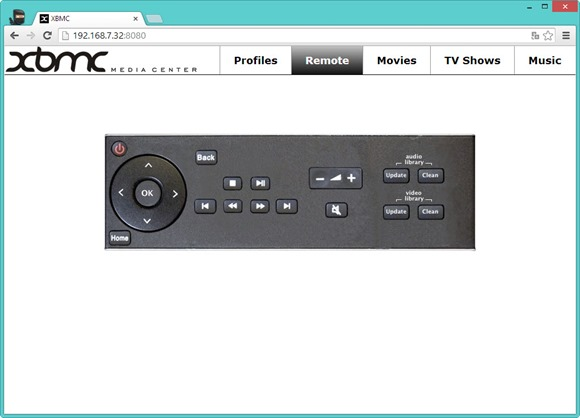 XBMC
192.168.7.32:8080
xbmc MEDIA CENTER
Profiles
Remote
Movies
TV Shows
Music
Back
OK
Home
audio
library
Update
Clean
video
library
Update
Clean